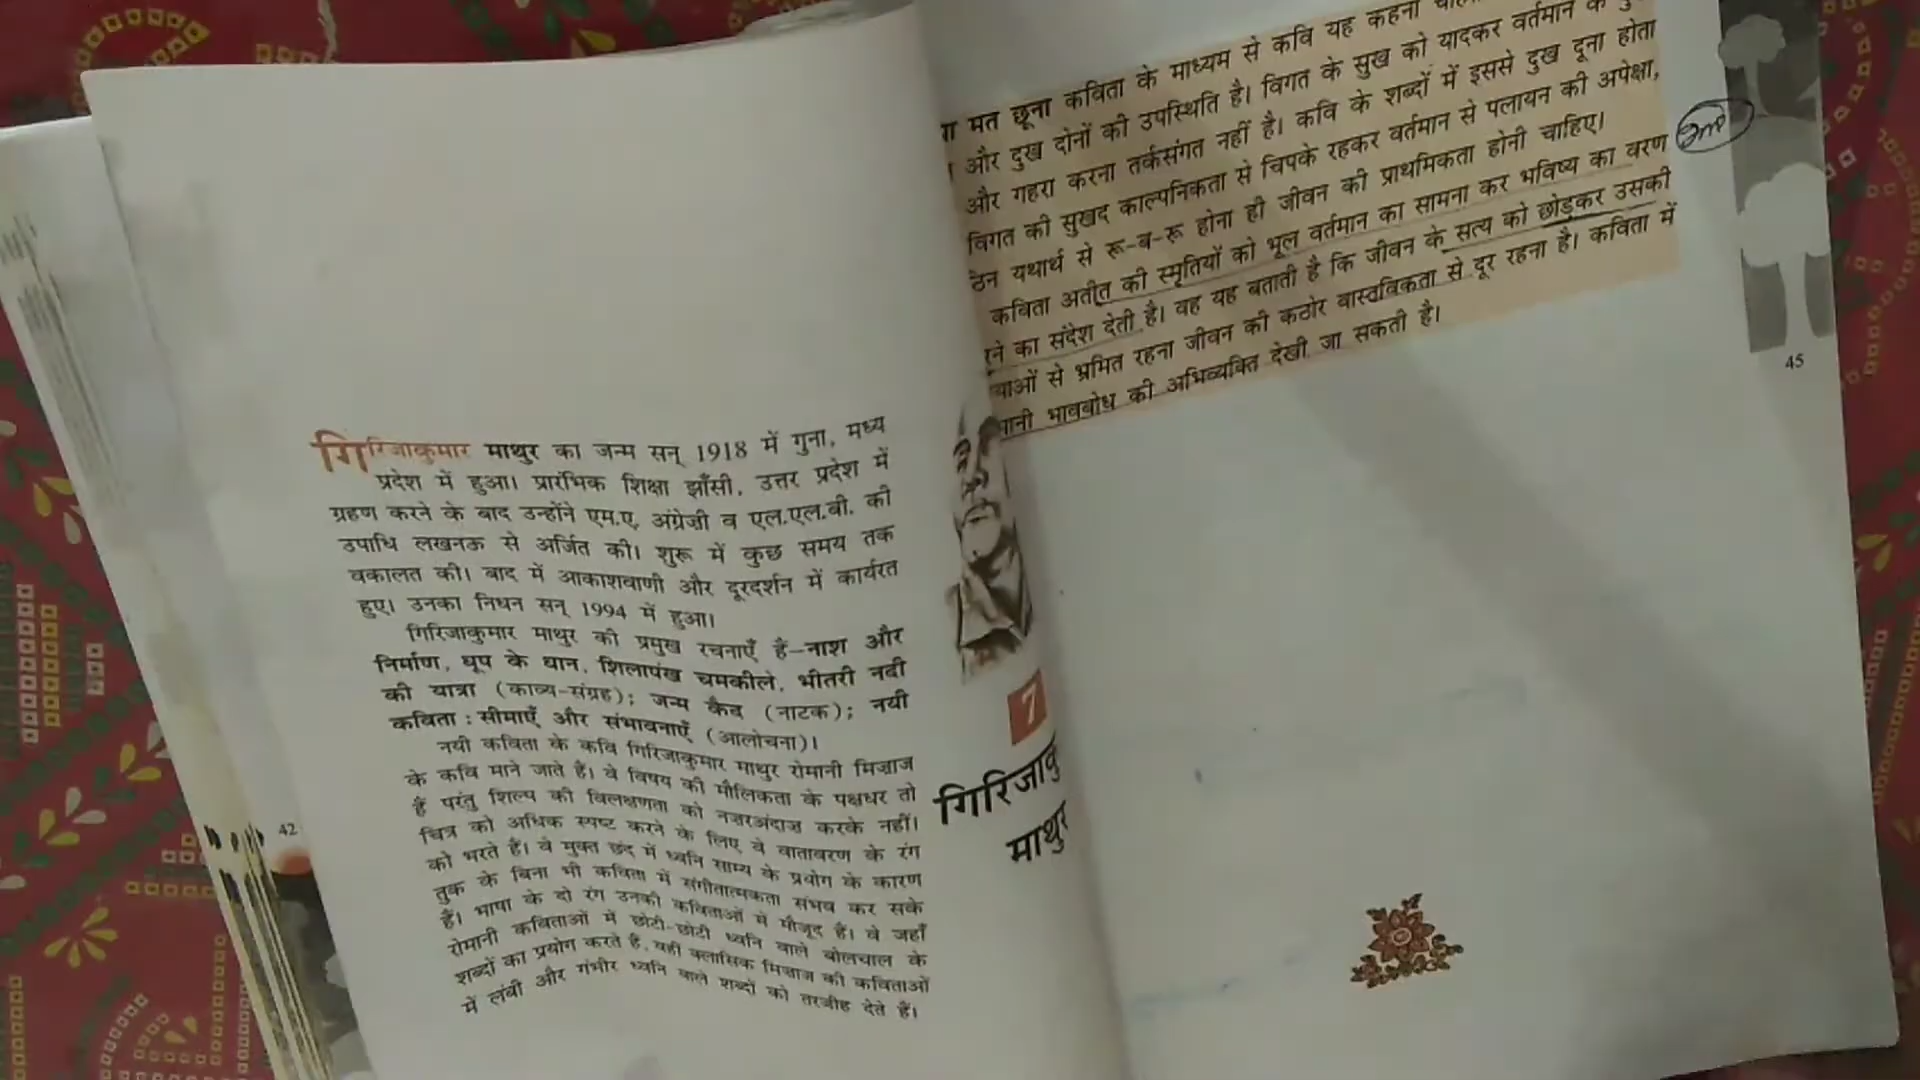 गिरिजाकुमार माथुर का जन्म सन् 1918 में गुना, मध्य
प्रदेश में हुआ। प्रारंभिक शिक्षा झाँसी, उत्तर प्रदेश में
ग्रहण करने के बाद उन्होंने एम.ए. अंग्रेज़ी व एल.एल.बी. की
उपाधि लखनऊ से अर्जित की। शुरू में कुछ समय तक
वकालत की। बाद में आकाशवाणी और दूरदर्शन में कार्यरत
हुए। उनका निधन सन् 1994 में हुआ।
गिरिजाकुमार माथुर की प्रमुख रचनाएँ हैं–नाश और
निर्माण, धूप के धान, शिलापंख चमकीले, भीतरी नदी
की यात्रा (काव्य-संग्रह); जन्म कैद (नाटक); नयी
कविता : सीमाएँ और संभावनाएँ (आलोचना)।
नयी कविता के कवि गिरिजाकुमार माथुर रोमानी मिज़ाज
के कवि माने जाते हैं। वे विषय की मौलिकता के पक्षधर तो
हैं परंतु शिल्प की विलक्षणता को नज़रअंदाज़ करके नहीं।
चित्र को अधिक स्पष्ट करने के लिए वे वातावरण के रंग
को भरते हैं। वे मुक्त छंद में ध्वनि साम्य के प्रयोग के कारण
तुक के बिना भी कविता में संगीतात्मकता संभव कर सके
हैं। भाषा के दो रंग उनकी कविताओं में मौजूद हैं। वे जहाँ
रोमानी कविताओं में छोटी-छोटी ध्वनि वाले बोलचाल के
शब्दों का प्रयोग करते हैं, वहीं क्लासिक मिज़ाज की कविताओं
में लंबी और गंभीर ध्वनि वाले शब्दों को तरजीह देते हैं।
42
7
गिरिजाकु
माथुर
मत छूना कविता के माध्यम से कवि यह कहना
और दुख दोनों की उपस्थिति है। विगत के सुख को यादकर वर्तमान के
और गहरा करना तर्कसंगत नहीं है। कवि के शब्दों में इससे दुख दूना होता
विगत की सुखद काल्पनिकता से चिपके रहकर वर्तमान से पलायन की अपेक्षा,
ठिन यथार्थ से रू-ब-रू होना ही जीवन की प्राथमिकता होनी चाहिए।
कविता अतीत की स्मृतियों को भूल वर्तमान का सामना कर भविष्य का वरण
रने का संदेश देती है। वह यह बताती है कि जीवन के सत्य को छोड़कर उसकी
याओं से भ्रमित रहना जीवन की कठोर वास्तविकता से दूर रहना है। कविता में
मानी भावबोध की अभिव्यक्ति देखी जा सकती है।
45